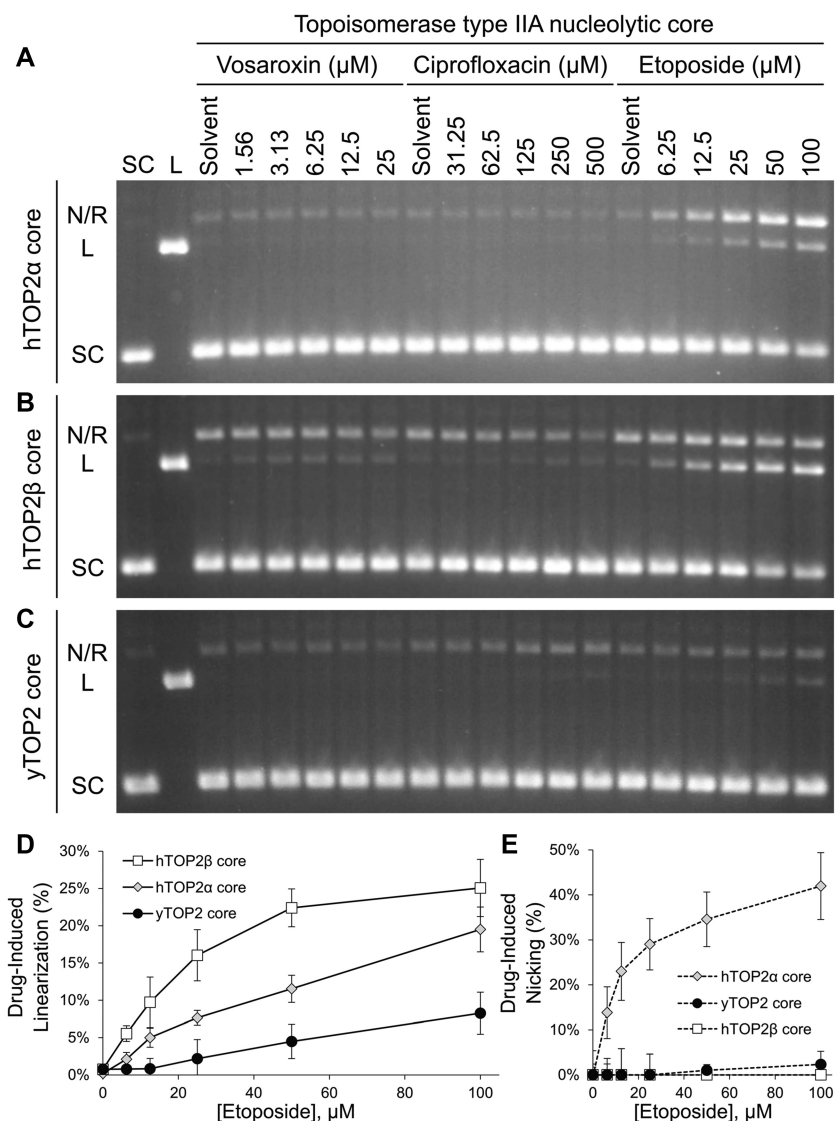 Topoisomerase type IIA nucleolytic core
A
Vosaroxin (µM) Ciprofloxacin (µM) Etoposide (µM)
SC L Solvent 1.56 3.13 6.25 12.5 25 Solvent 31.25 62.5 125 250 500 Solvent 6.25 12.5 25 50 100
hTOP2α core
N/R
L
SC
B
hTOP2β core
N/R
L
SC
C
yTOP2 core
N/R
L
SC
D
Drug-Induced
Linearization (%)
30%
25%
20%
15%
10%
5%
0%
hTOP2β core
hTOP2α core
yTOP2 core
0 20 40 60 80 100
[Etoposide], µM
E
Drug-Induced
Nicking (%)
50%
40%
30%
20%
10%
0%
hTOP2α core
yTOP2 core
hTOP2β core
0 20 40 60 80 100
[Etoposide], µM